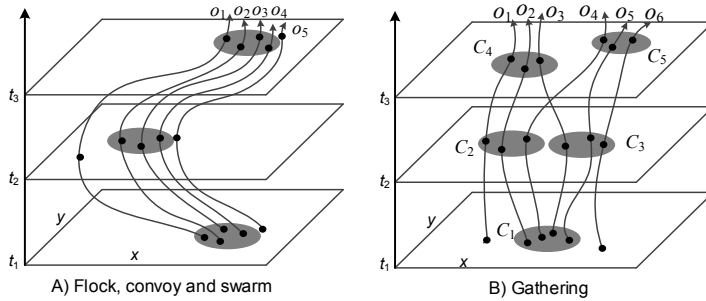 o1 o2 o3 o4
o5
t3
t2
y
t1
x
A) Flock, convoy and swarm
o1 o2 o3
o4 o5 o6
C4
C5
t3
C2
C3
t2
y
C1
t1
x
B) Gathering